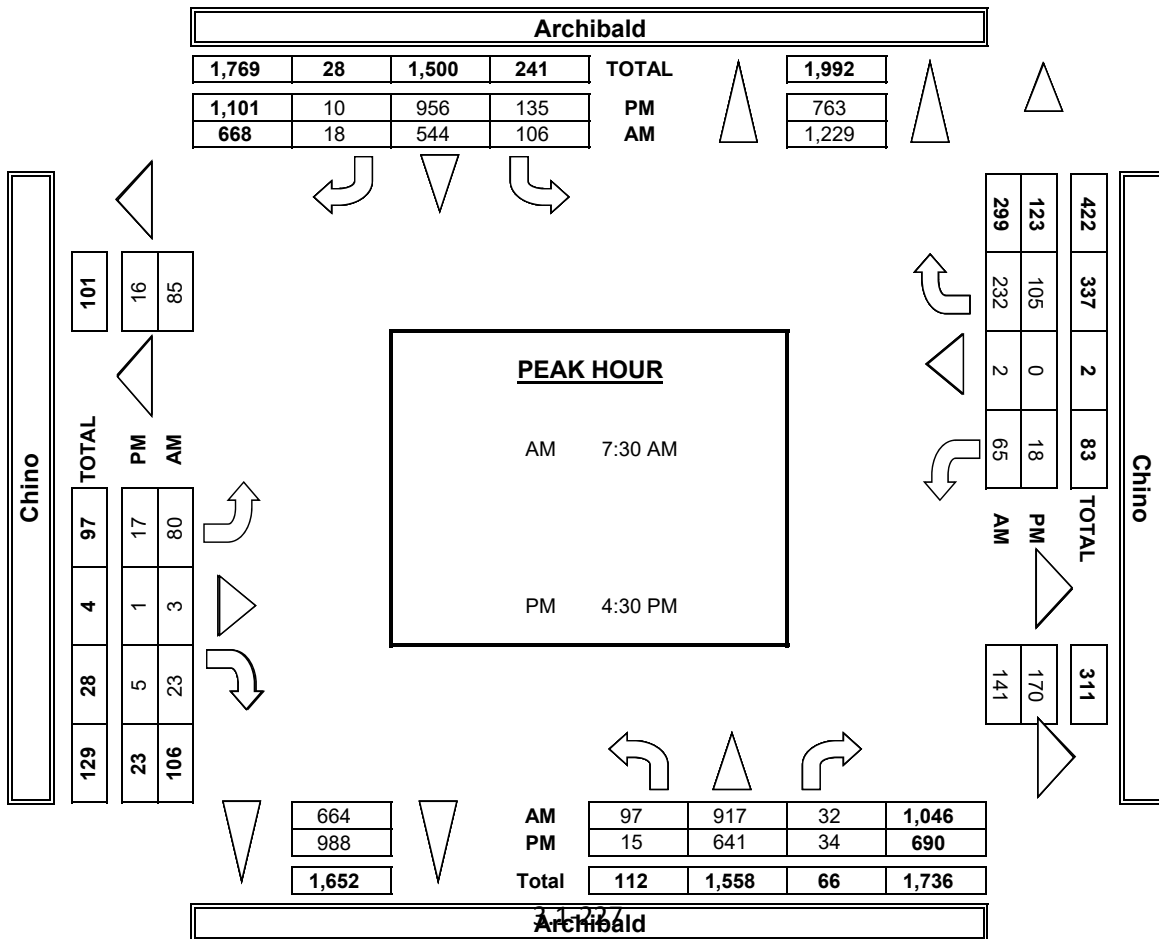 Archibald
1,769 28 1,500 241 TOTAL 1,992
1,101 10 956 135 PM 763
668 18 544 106 AM 1,229
Chino
101 16 85
TOTAL PM AM
97 17 80
4 1 3
28 5 23
129 23 106
PEAK HOUR
AM 7:30 AM
PM 4:30 PM
299 123 422
232 105 337
2 0 2
65 18 83
AM PM TOTAL
141 170 311
Chino
664 AM 97 917 32 1,046
988 PM 15 641 34 690
1,652 Total 112 1,558 66 1,736
3.1-227
Archibald